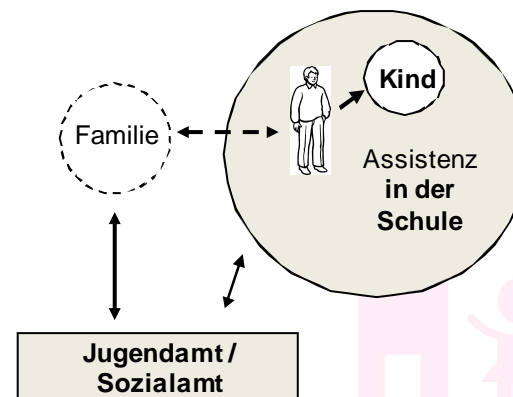 Kind
Familie
Assistenz
in der
Schule
Jugendamt /
Sozialamt